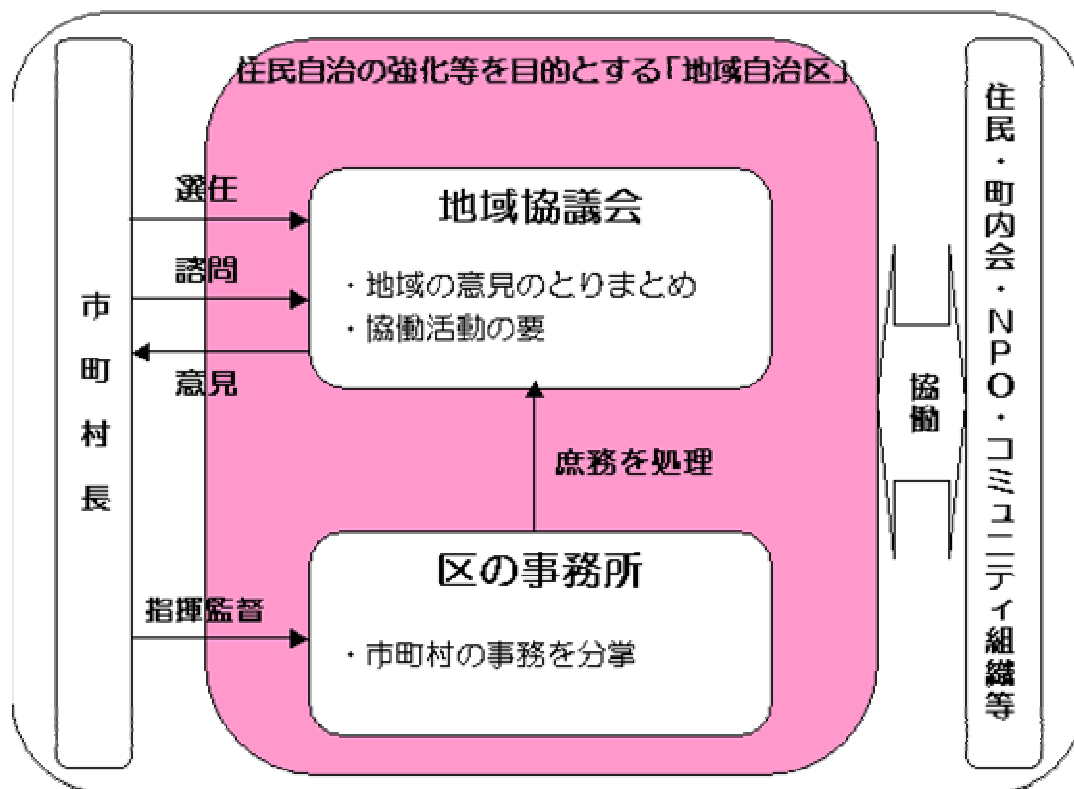 住民自治の強化等を目的とする「地域自治区」
市町村長
選任
諮問
意見
指揮監督
地域協議会
・地域の意見のとりまとめ
・協働活動の要
庶務を処理
区の事務所
・市町村の事務を分掌
協働
住民・町内会・NPO・コミュニティ組織等